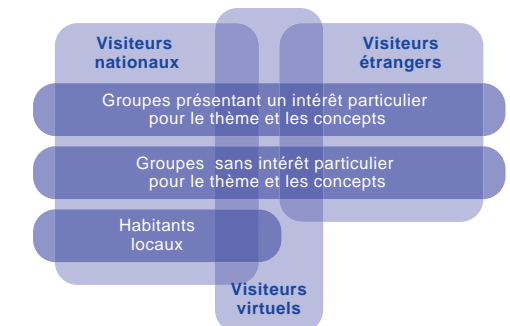 Visiteurs
nationaux
Visiteurs
étrangers
Groupes présentant un intérêt particulier
pour le thème et les concepts
Groupes sans intérêt particulier
pour le thème et les concepts
Habitants
locaux
Visiteurs
virtuels